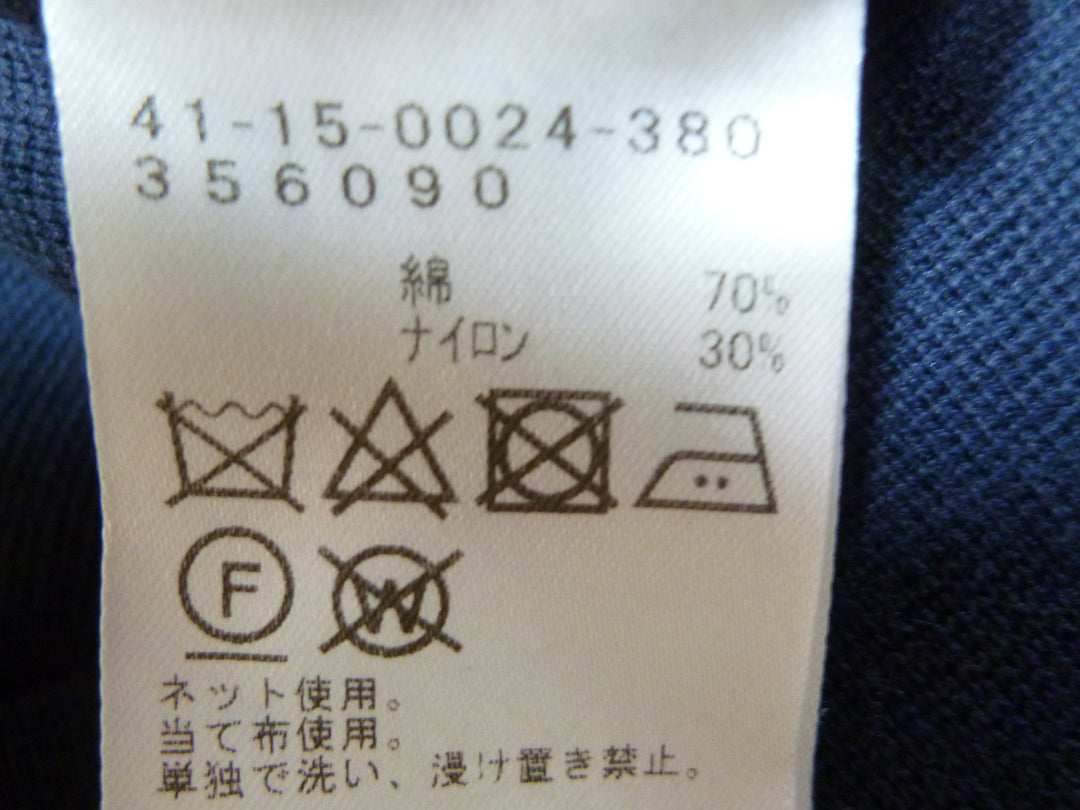 41-15-0024-380
356090
綿 70%
ナイロン 30%
F
W
ネット使用。
当て布使用。
単独で洗い、浸け置き禁止。